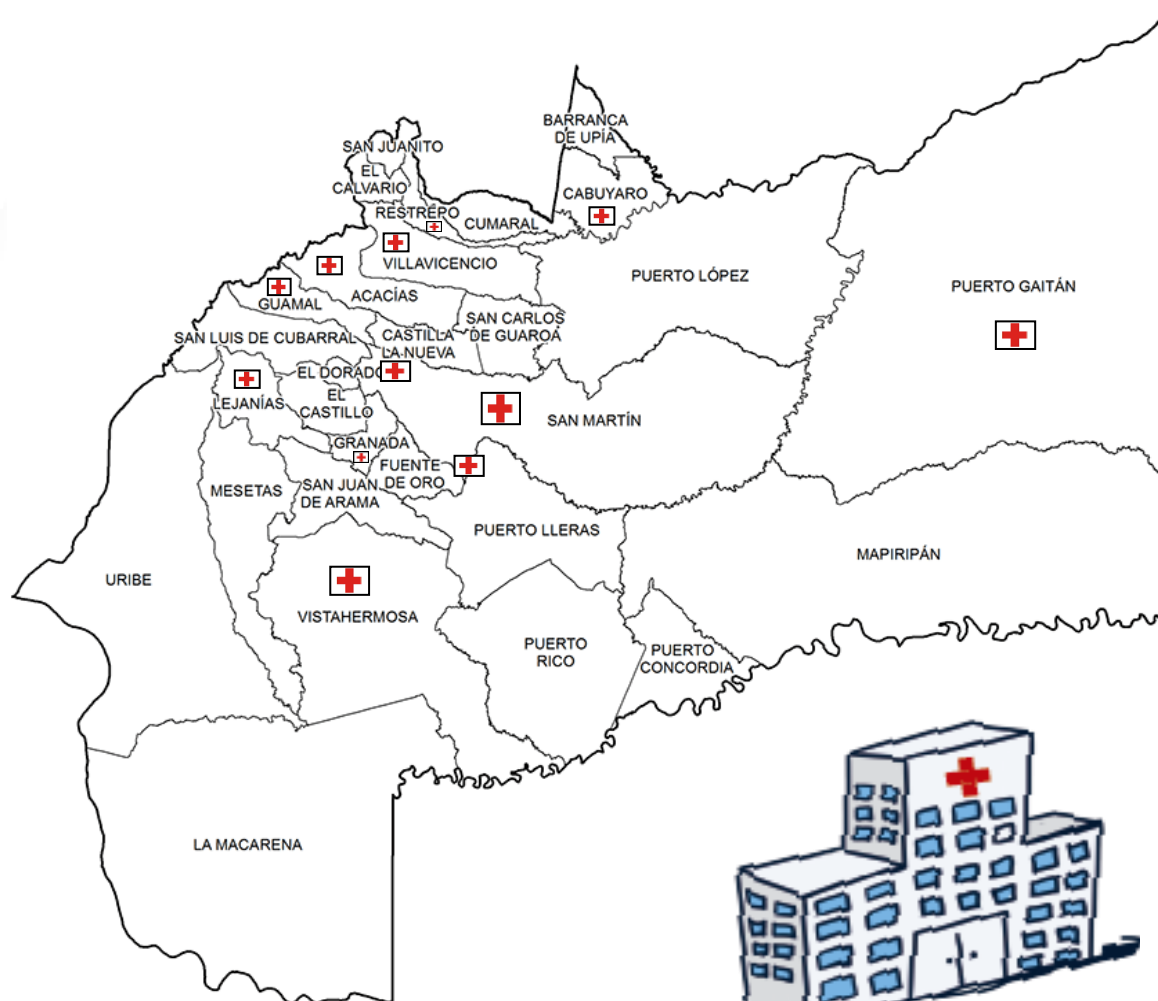 BARRANCA
DE UPÍA
SAN JUANITO
EL
CALVARIO
CABUYARO
RESTREPO
CUMARAL
VILLAVICENCIO
PUERTO LÓPEZ
PUERTO GAITÁN
ACACÍAS
GUAMAL
SAN CARLOS
DE GUAROA
SAN LUIS DE CUBARRAL
CASTILLA
LA NUEVA
EL DORADO
LEJANÍAS
EL
CASTILLO
SAN MARTÍN
GRANADA
FUENTE
DE ORO
MESETAS
SAN JUAN
DE ARAMA
PUERTO LLERAS
MAPIRIPÁN
URIBE
VISTAHERMOSA
PUERTO
RICO
PUERTO
CONCORDIA
LA MACARENA